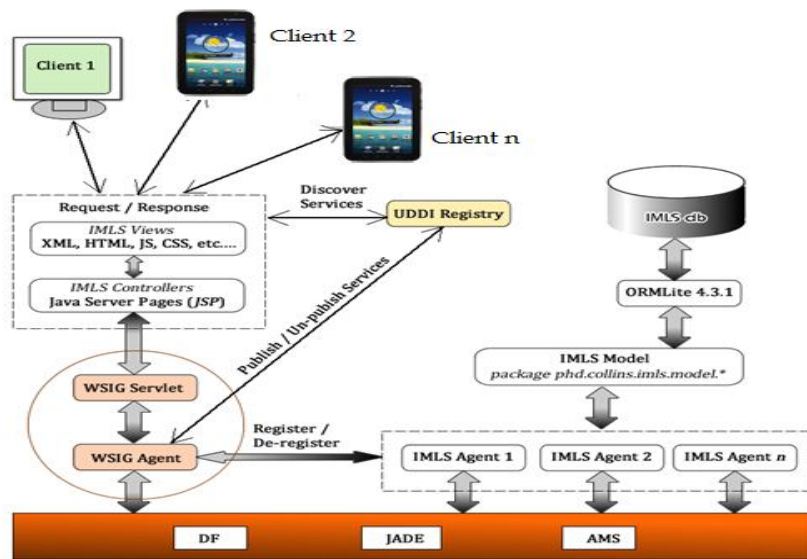 Client 1
Client 2
Client n
Request / Response
IMLS Views
XML, HTML, JS, CSS, etc....
IMLS Controllers
Java Server Pages (JSP)
Discover
Services
UDDI Registry
Publish / Un-pubish Services
IMLS db
ORMLite 4.3.1
IMLS Model
package phd.collins.imls.model.*
WSIG Servlet
WSIG Agent
Register /
De-register
IMLS Agent 1
IMLS Agent 2
IMLS Agent n
DF
JADE
AMS